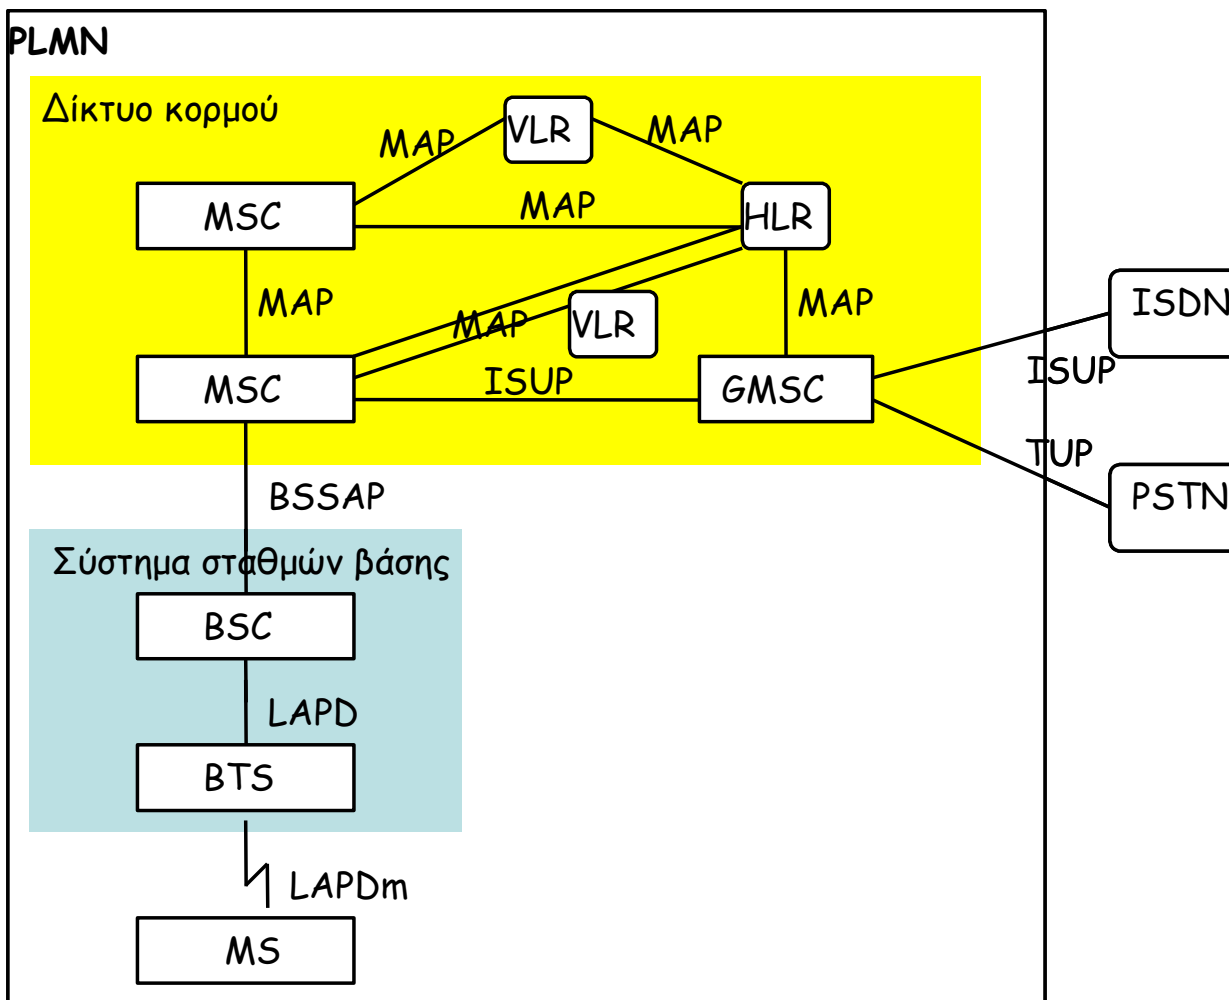 PLMN
Δίκτυο κορμού
VLR
MAP
MAP
MSC
MAP
HLR
MAP
MAP
VLR
MAP
ISDN
MSC
ISUP
GMSC
ISUP
TUP
BSSAP
PSTN
Σύστημα σταθμών βάσης
BSC
LAPD
BTS
LAPDm
MS